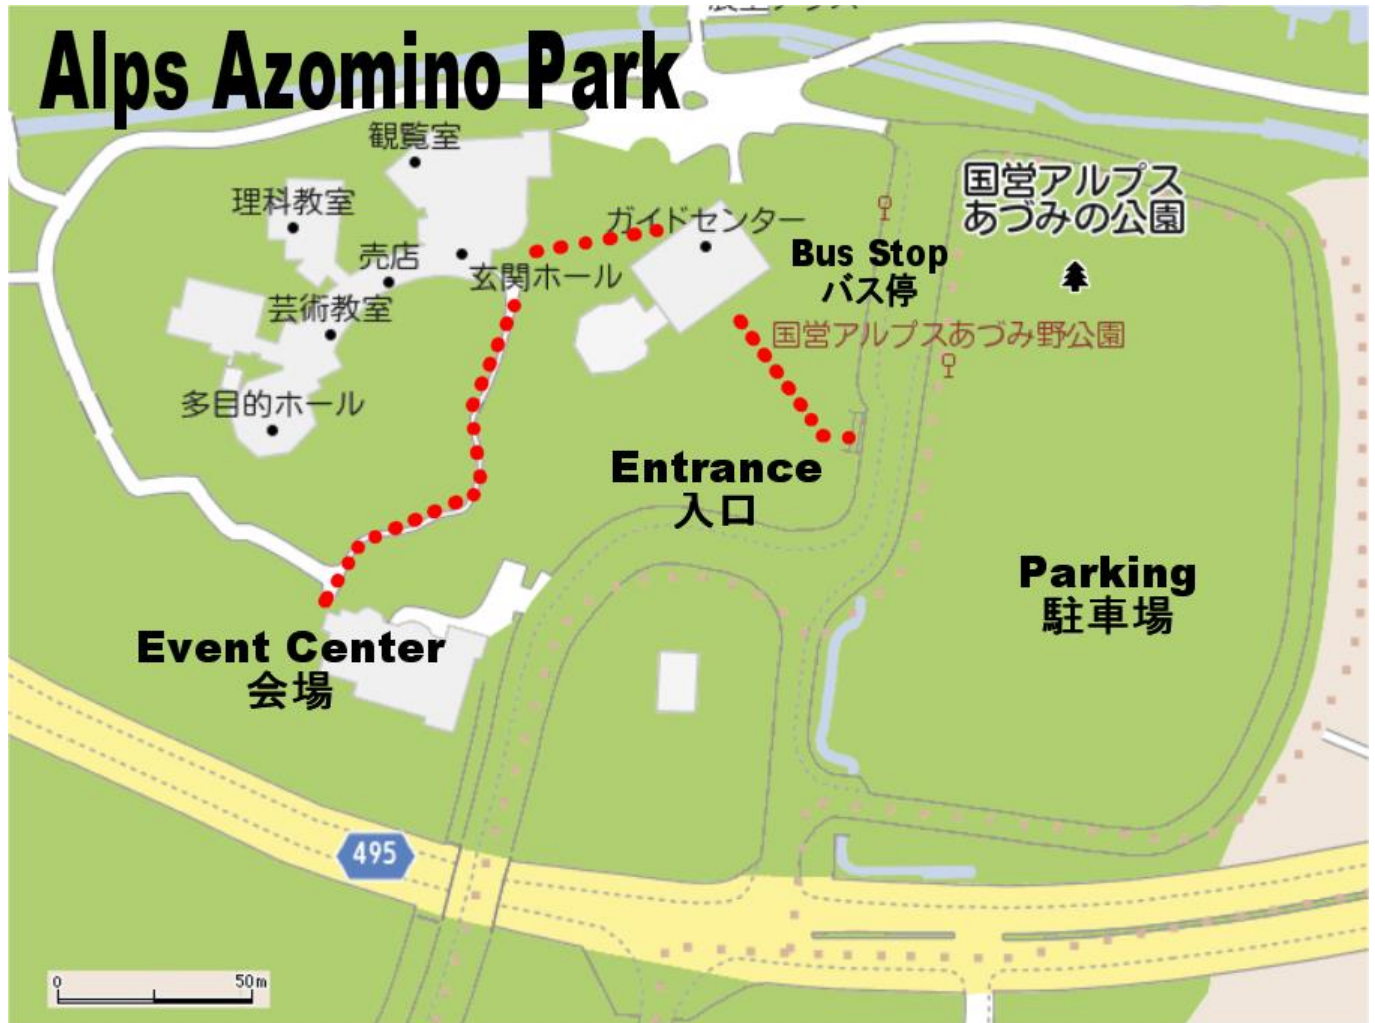 Alps Azomino Park
観覧室
理科教室
売店
芸術教室
多目的ホール
玄関ホール
ガイドセンター
国営アルプス
あづみの公園
Bus Stop
バス停
国営アルプスあづみ野公園
Entrance
入口
Parking
駐車場
Event Center
会場
495
0
50m